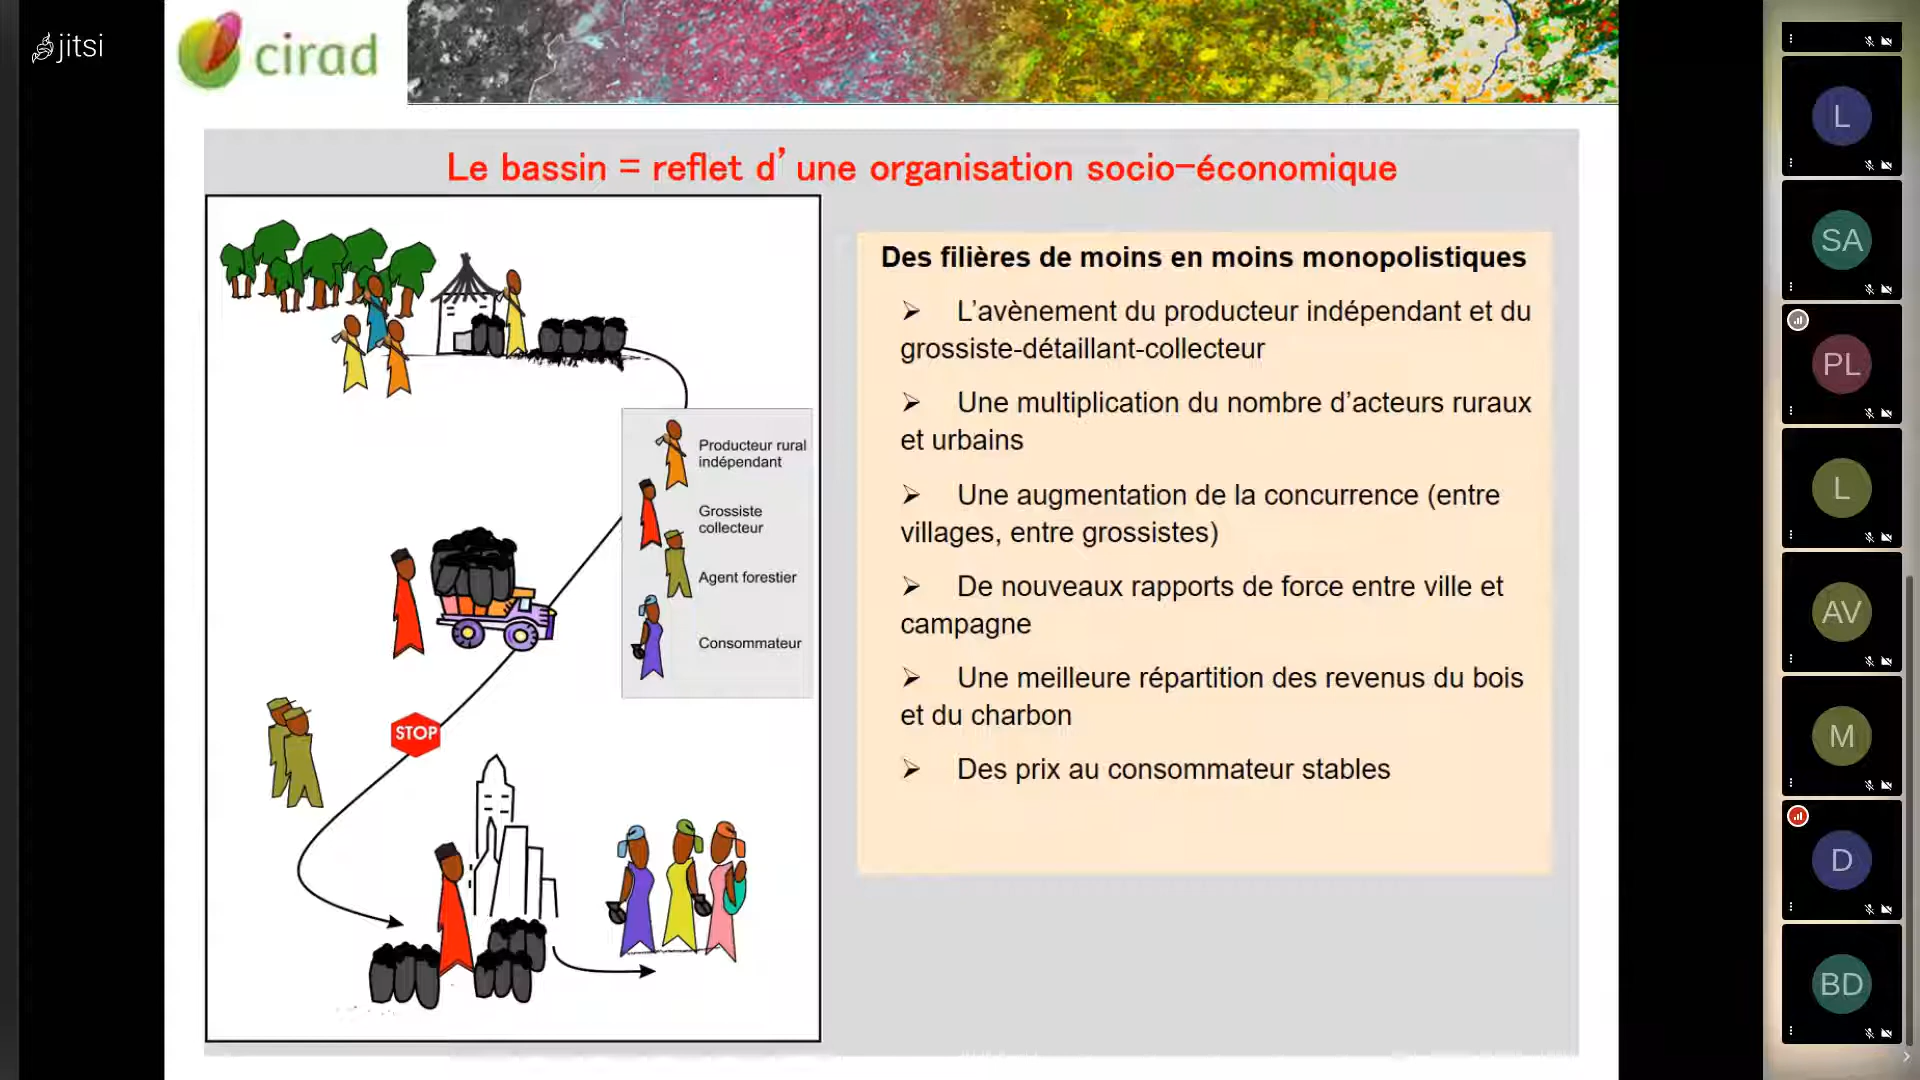 jitsi
cirad
Le bassin = reflet d’une organisation socio-économique
Producteur rural
indépendant
Grossiste
collecteur
Agent forestier
Consommateur
STOP
Des filières de moins en moins monopolistiques
➢ L’avènement du producteur indépendant et du
grossiste-détaillant-collecteur
➢ Une multiplication du nombre d’acteurs ruraux
et urbains
➢ Une augmentation de la concurrence (entre
villages, entre grossistes)
➢ De nouveaux rapports de force entre ville et
campagne
➢ Une meilleure répartition des revenus du bois
et du charbon
➢ Des prix au consommateur stables
L
SA
PL
L
AV
M
D
BD